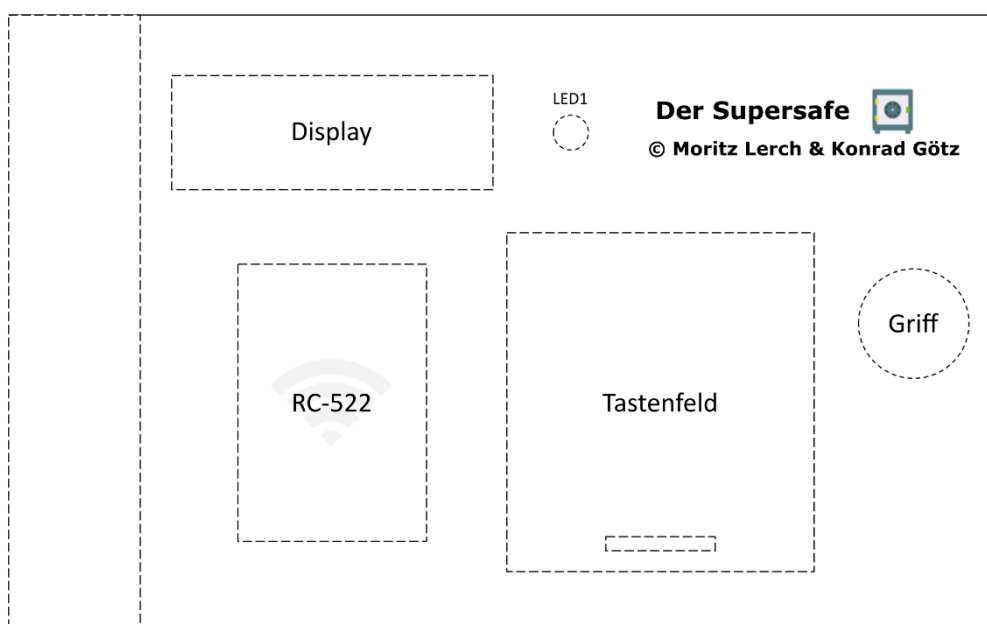 LED1
Der Supersafe
Display
© Moritz Lerch & Konrad Götz
Griff
RC-522
Tastenfeld